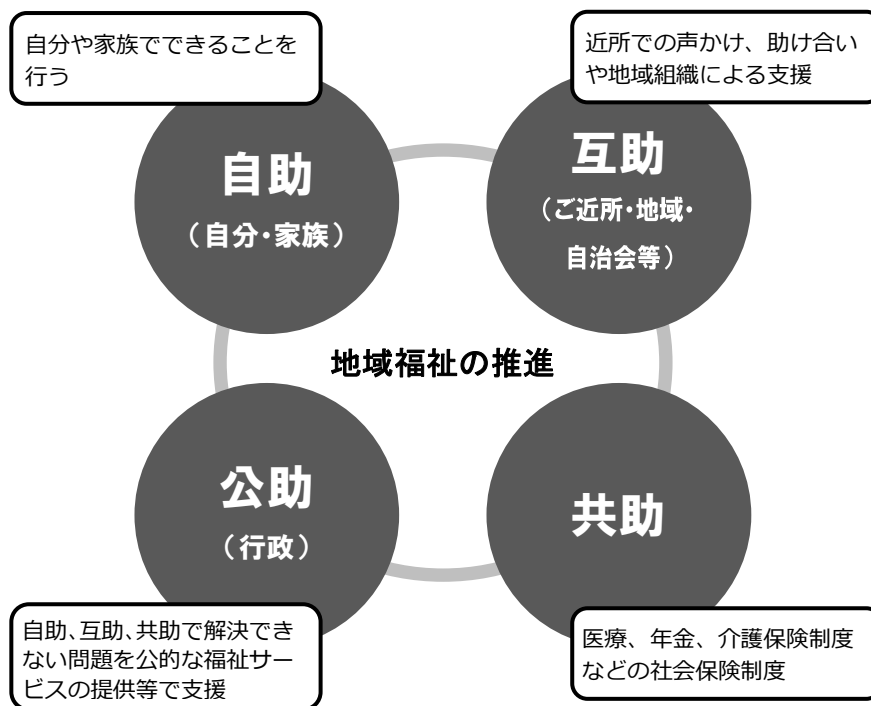 自分や家族でできることを
行う
近所での声かけ、助け合い
や地域組織による支援
自助
（自分・家族）
互助
（ご近所・地域・
自治会等）
地域福祉の推進
公助
（行政）
共助
自助、互助、共助で解決でき
ない問題を公的な福祉サー
ビスの提供等で支援
医療、年金、介護保険制度
などの社会保険制度